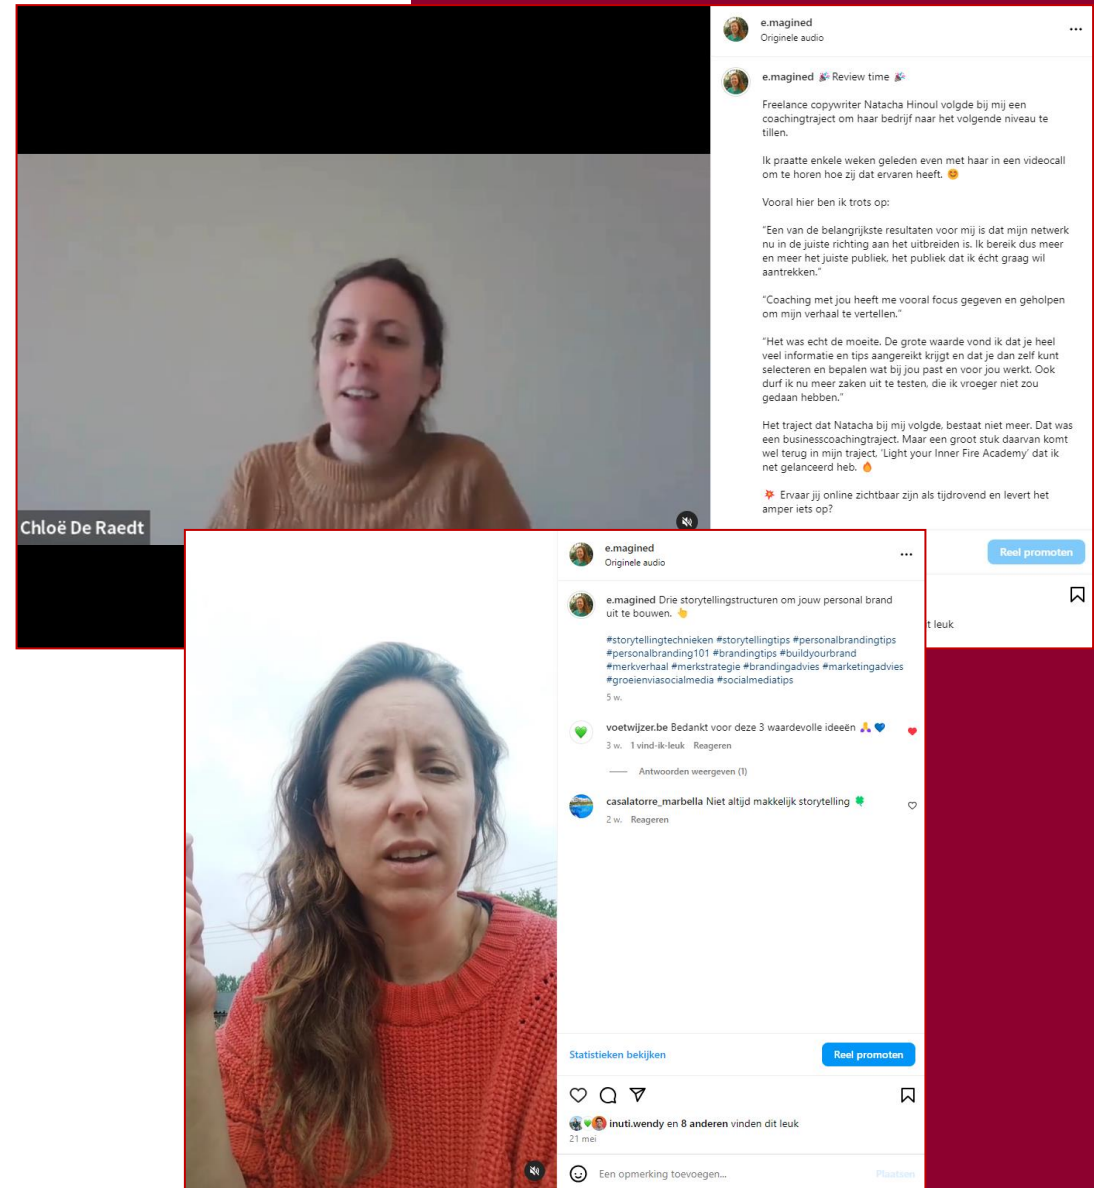 e.magined
Originele audio
e.magined 🎉 Review time 🎉
Freelance copywriter Natacha Hinoul volgde bij mij een
coachingtraject om haar bedrijf naar het volgende niveau te
tillen.
Ik praatte enkele weken geleden even met haar in een videocall
om te horen hoe zij dat ervaren heeft. 😊
Vooral hier ben ik trots op:
"Een van de belangrijkste resultaten voor mij is dat mijn netwerk
nu in de juiste richting aan het uitbreiden is. Ik bereik dus meer
en meer het juiste publiek, het publiek dat ik écht graag wil
aantrekken."
"Coaching met jou heeft me vooral focus gegeven en geholpen
om mijn verhaal te vertellen."
"Het was echt de moeite. De grote waarde vond ik dat je heel
veel informatie en tips aangereikt krijgt en dat je dan zelf kunt
selecteren en bepalen wat bij jou past en voor jou werkt. Ook
durf ik nu meer zaken uit te testen, die ik vroeger niet zou
gedaan hebben."
Het traject dat Natacha bij mij volgde, bestaat niet meer. Dat was
een businesscoachingtraject. Maar een groot stuk daarvan komt
wel terug in mijn traject, 'Light your Inner Fire Academy' dat ik
net gelanceerd heb. 🔥
💥 Ervaar jij online zichtbaar zijn als tijdrovend en levert het
amper iets op?
Chloë De Raedt
Reel promoten
t leuk
e.magined
Originele audio
e.magined Drie storytellingstructuren om jouw personal brand
uit te bouwen. 👆
#storytellingtechnieken #storytellingtips #personalbrandingtips
#personalbranding101 #brandingtips #buildyourbrand
#merkverhaal #merkstrategie #brandingadvies #marketingadvies
#groeienviasocialmedia #socialmediatips
5 w.
voetwijzer.be Bedankt voor deze 3 waardevolle ideeën 🙏 💙
3 w. 1 vind-ik-leuk Reageren
Antwoorden weergeven (1)
casalatorre_marbella Niet altijd makkelijk storytelling 🍀
2 w. Reageren
Statistieken bekijken
Reel promoten
inuti.wendy en 8 anderen vinden dit leuk
21 mei
Een opmerking toevoegen...
Plaatsen